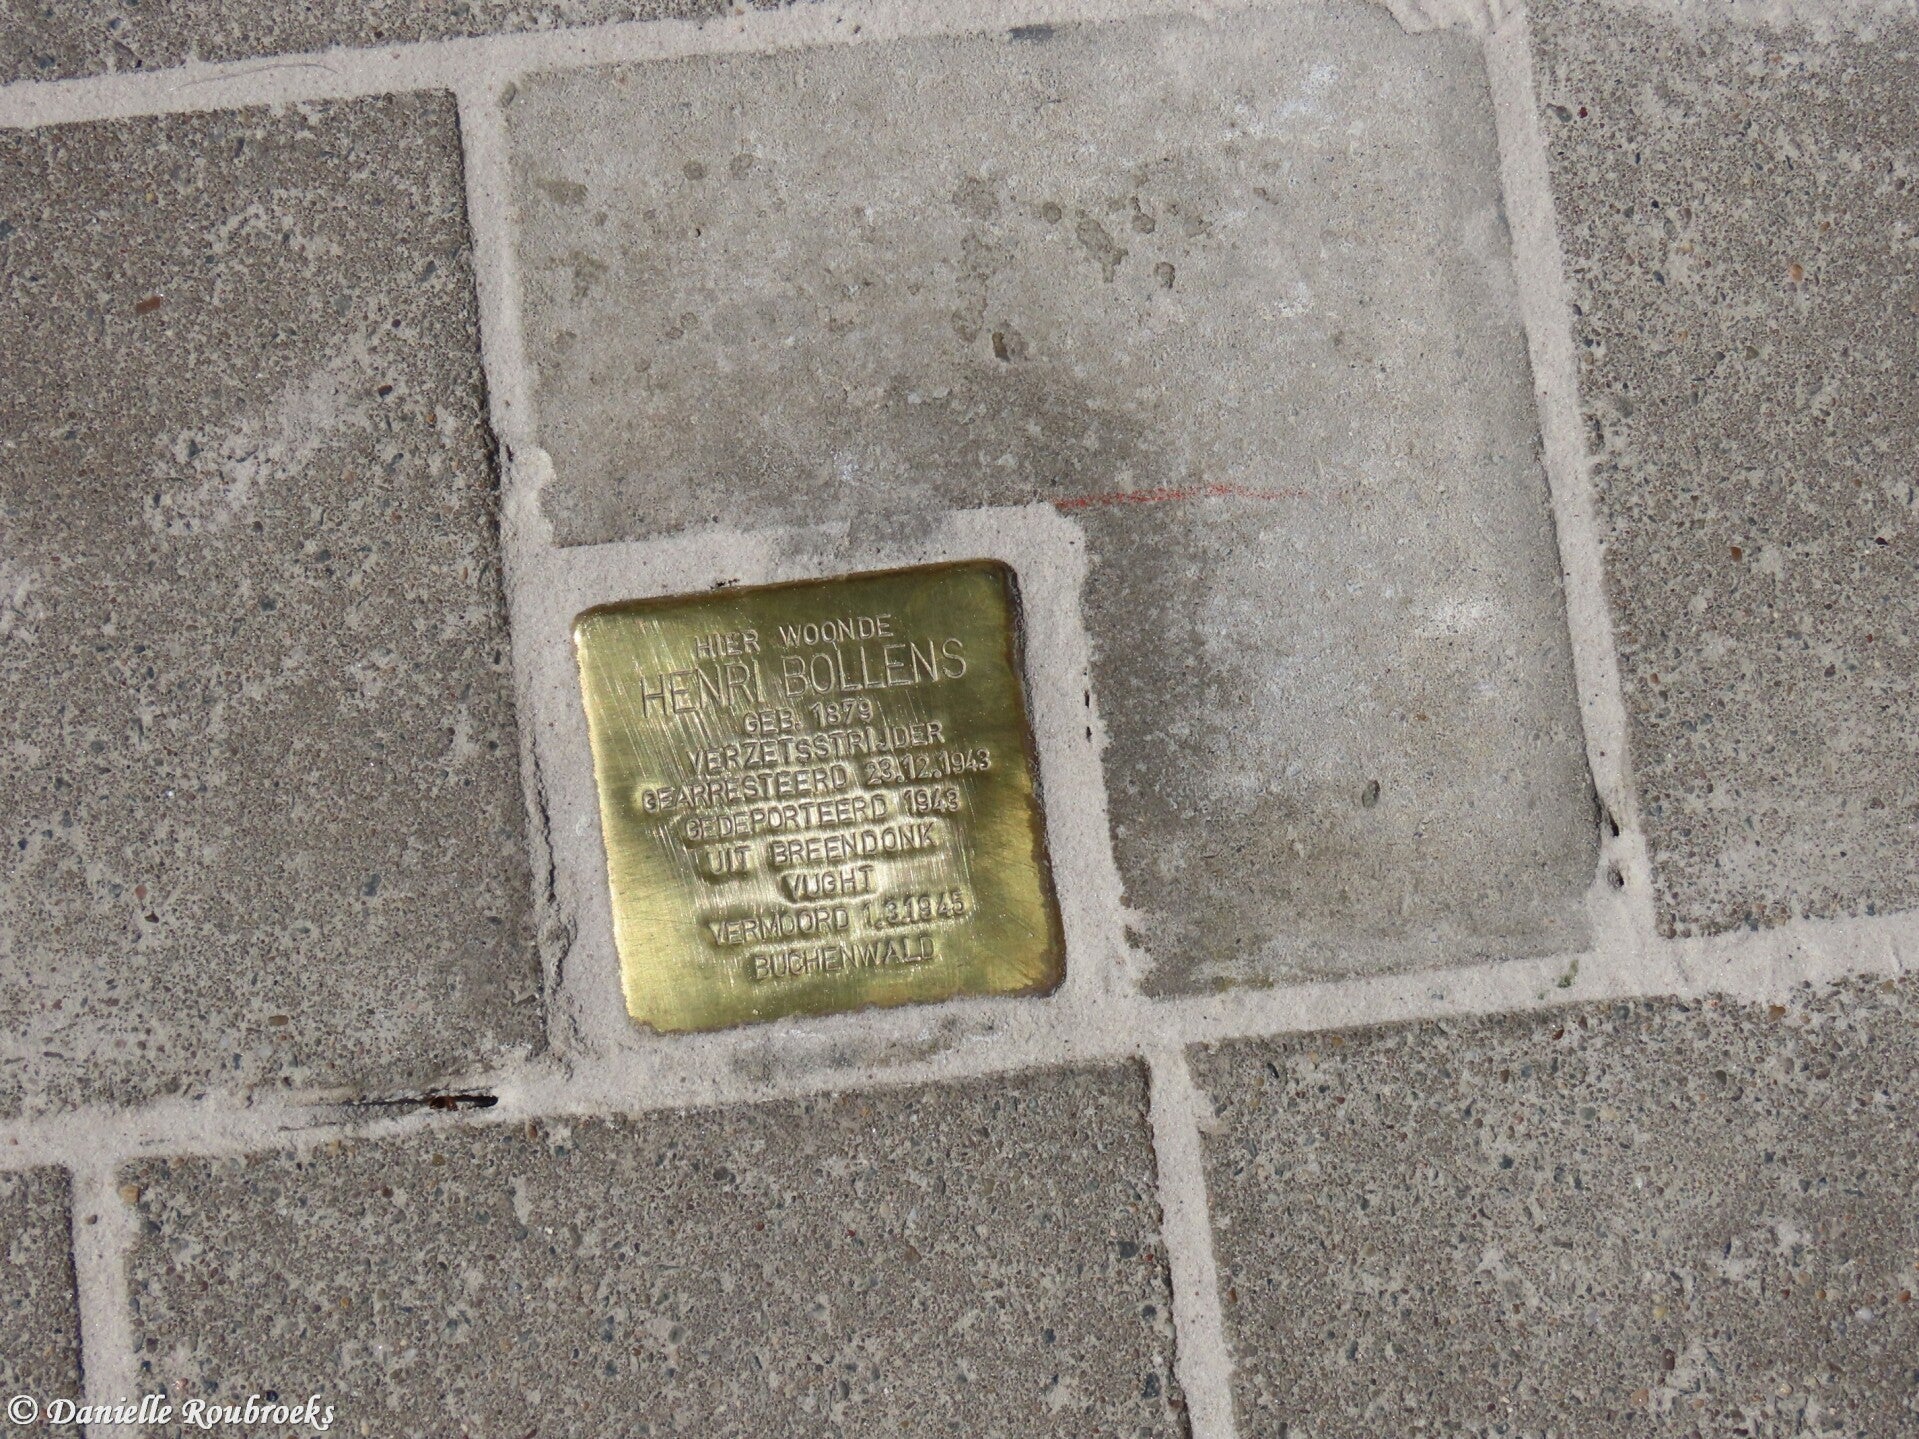 HIER WOONDE
HENRI BOLLENS
GEB. 1879
VERZETSSTRIJDER
GEARRESTEERD 23.12.1943
GEDEPORTEERD 1943
UIT BREENDONK
VUGHT
VERMOORD 1.3.1945
BUCHENWALD
© Danielle Roubroeks